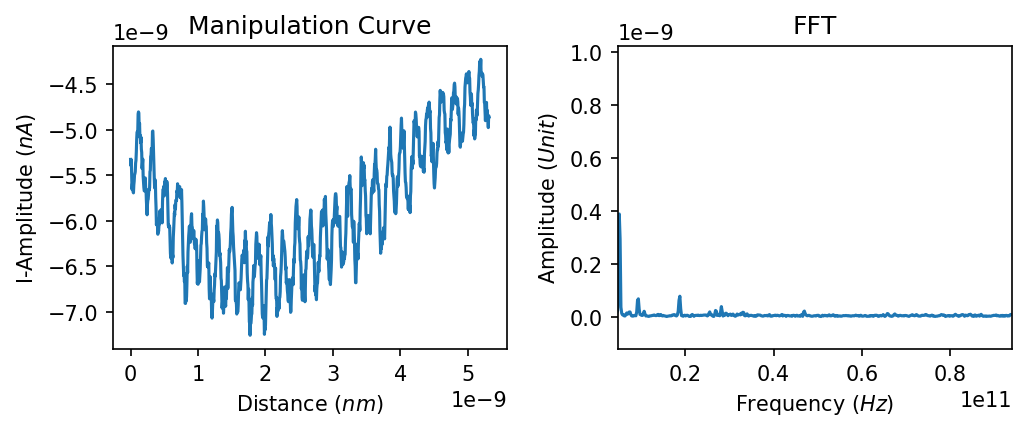 Manipulation Curve
1e−9
I-Amplitude (nA)
−4.5
−5.0
−5.5
−6.0
−6.5
−7.0
0 1 2 3 4 5
1e−9
Distance (nm)
FFT
1e−9
Amplitude (Unit)
1.0
0.8
0.6
0.4
0.2
0.0
0.2 0.4 0.6 0.8
1e11
Frequency (Hz)